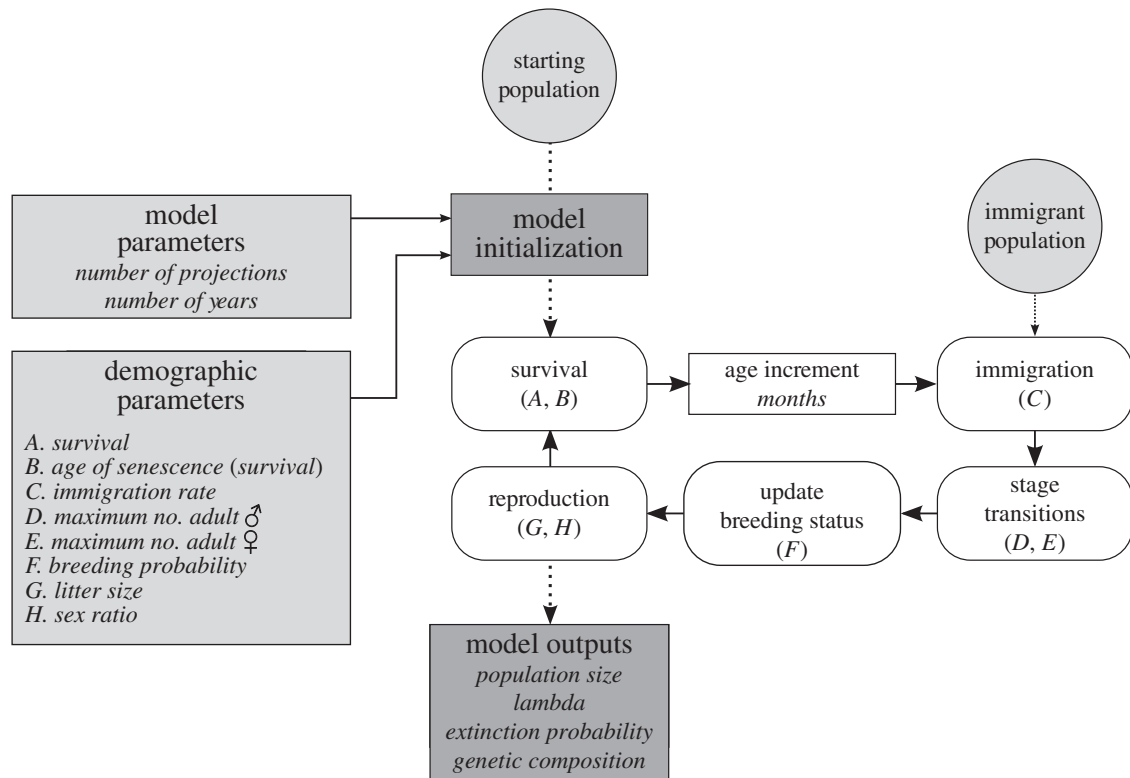 starting
population
model
parameters
number of projections
number of years
model
initialization
immigrant
population
demographic
parameters
A. survival
B. age of senescence (survival)
C. immigration rate
D. maximum no. adult ♂
E. maximum no. adult ♀
F. breeding probability
G. litter size
H. sex ratio
survival
(A, B)
age increment
months
immigration
(C)
reproduction
(G, H)
update
breeding status
(F)
stage
transitions
(D, E)
model outputs
population size
lambda
extinction probability
genetic composition